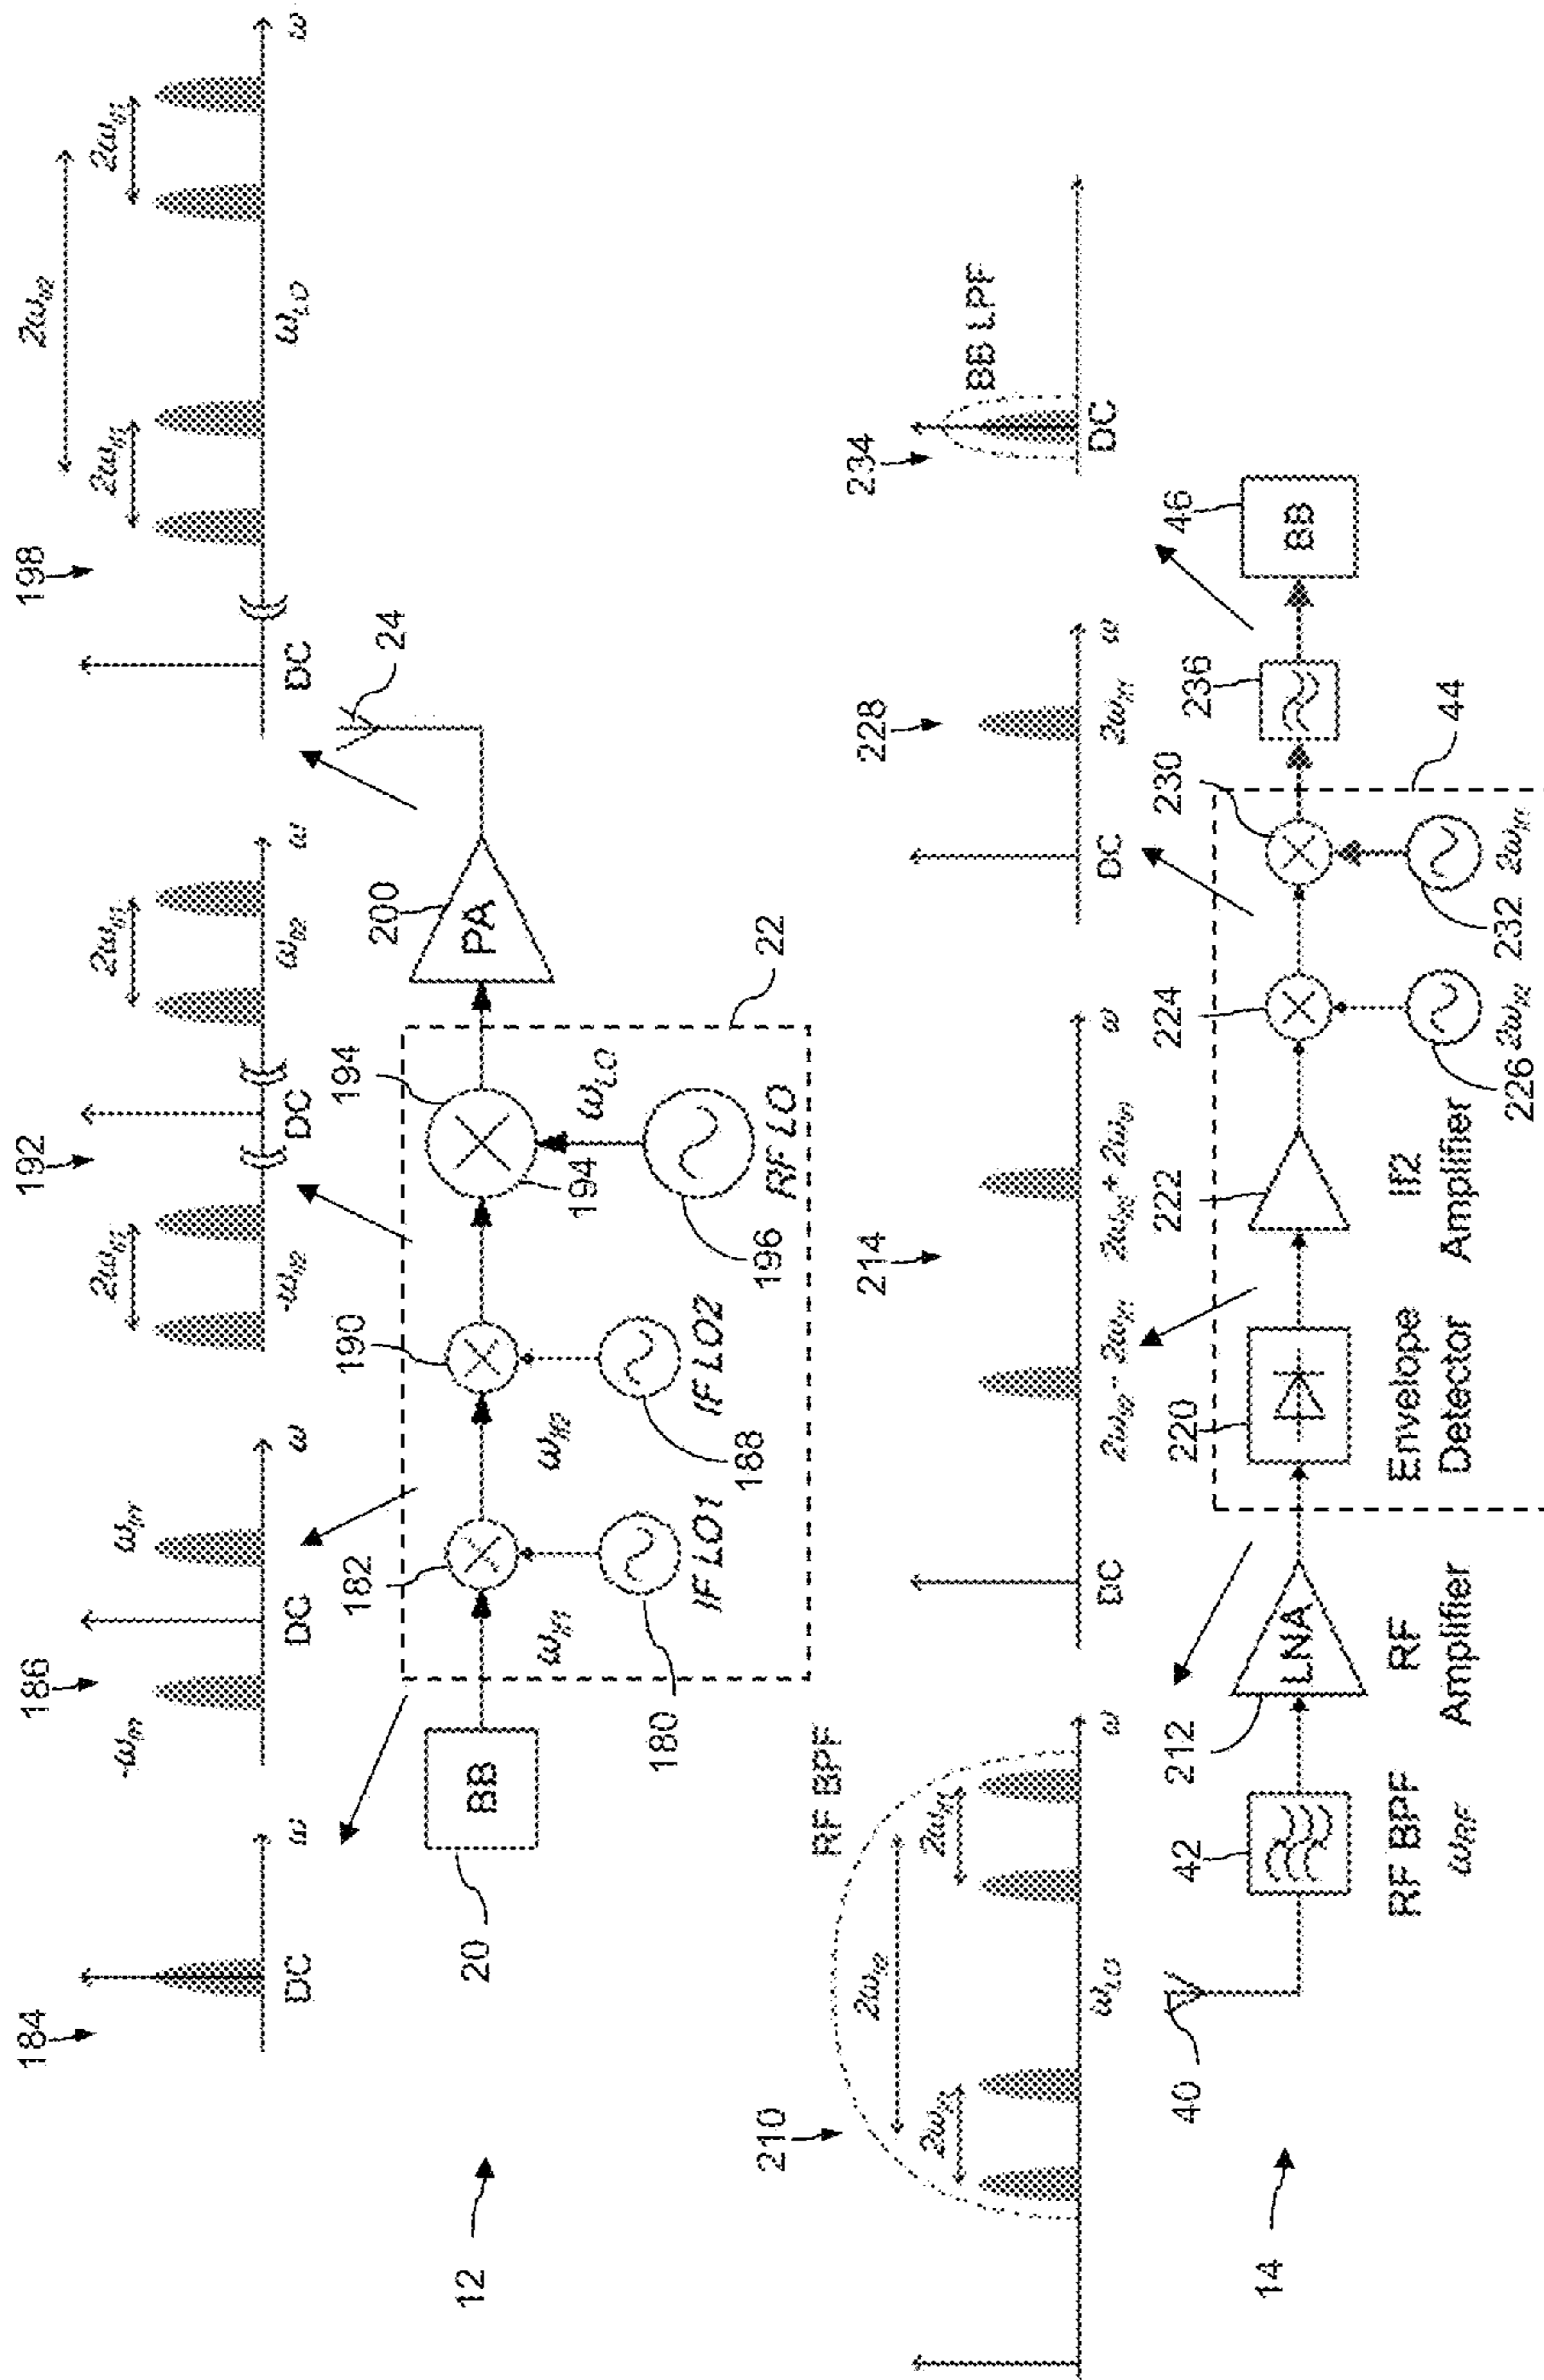 184
DC
ω
186
-ωif1
DC
ωif1
ω
192
2ωif1
-ωif2
DC
2ωif1
ωif2
ω
198
DC
2ωif1
2ωif2
ωLO
2ωif1
ω
12
BB
20
182
ωif1
IF LO1
180
190
ωif2
IF LO2
188
194
194
ωLO
RF LO
196
22
PA
200
24
210
2ωif1
2ωif2
2ωif1
RF BPF
ωLO
ω
214
DC
2ωif2 - 2ωif1
2ωif2 + 2ωif1
ω
228
DC
2ωif1
ω
234
BB LPF
DC
14
40
42
RF BPF
ωRF
212
LNA
RF
Amplifier
220
Envelope
Detector
222
If2
Amplifier
224
226
2ωif2
230
232
2ωif1
44
236
46
BB